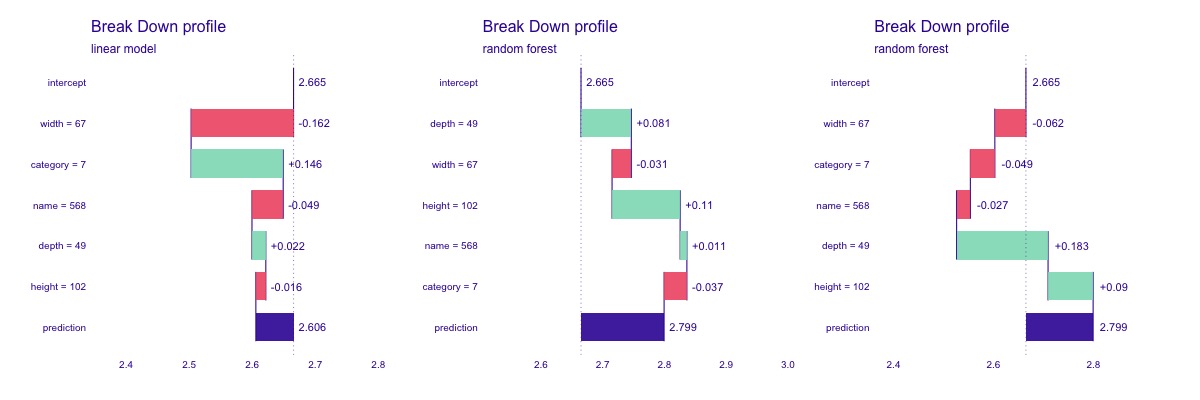 Break Down profile
linear model
intercept 2.665
width = 67 -0.162
category = 7 +0.146
name = 568 -0.049
depth = 49 +0.022
height = 102 -0.016
prediction 2.606
2.4 2.5 2.6 2.7 2.8
Break Down profile
random forest
intercept 2.665
depth = 49 +0.081
width = 67 -0.031
height = 102 +0.11
name = 568 +0.011
category = 7 -0.037
prediction 2.799
2.6 2.7 2.8 2.9 3.0
Break Down profile
random forest
intercept 2.665
width = 67 -0.062
category = 7 -0.049
name = 568 -0.027
depth = 49 +0.183
height = 102 +0.09
prediction 2.799
2.4 2.6 2.8